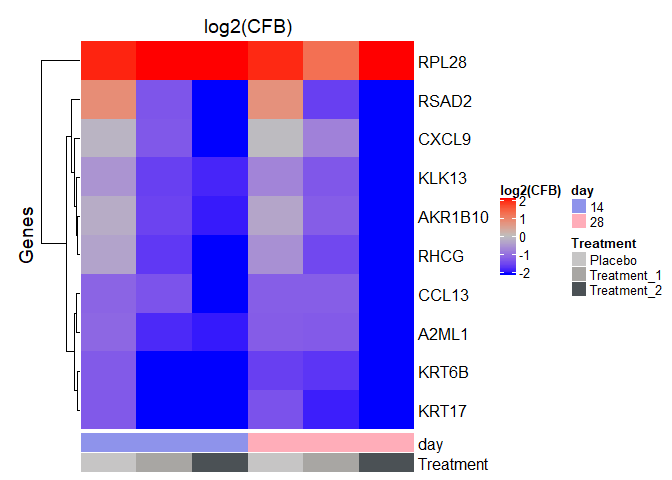 log2(CFB)
Genes
RPL28
RSAD2
CXCL9
KLK13
AKR1B10
RHCG
CCL13
A2ML1
KRT6B
KRT17
day
Treatment
log2(CFB)
2
1
0
-1
-2
day
14
28
Treatment
Placebo
Treatment_1
Treatment_2